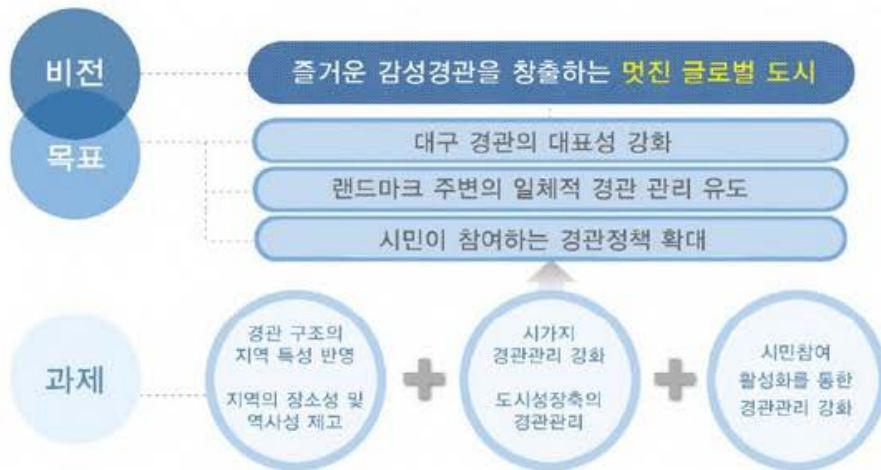 비전
즐거운 감성경관을 창출하는 멋진 글로벌 도시
목표
대구 경관의 대표성 강화
랜드마크 주변의 일체적 경관 관리 유도
시민이 참여하는 경관정책 확대
과제
경관 구조의
지역 특성 반영
지역의 장소성 및
역사성 제고
시가지
경관관리 강화
도시성장축의
경관관리
시민참여
활성화를 통한
경관관리 강화